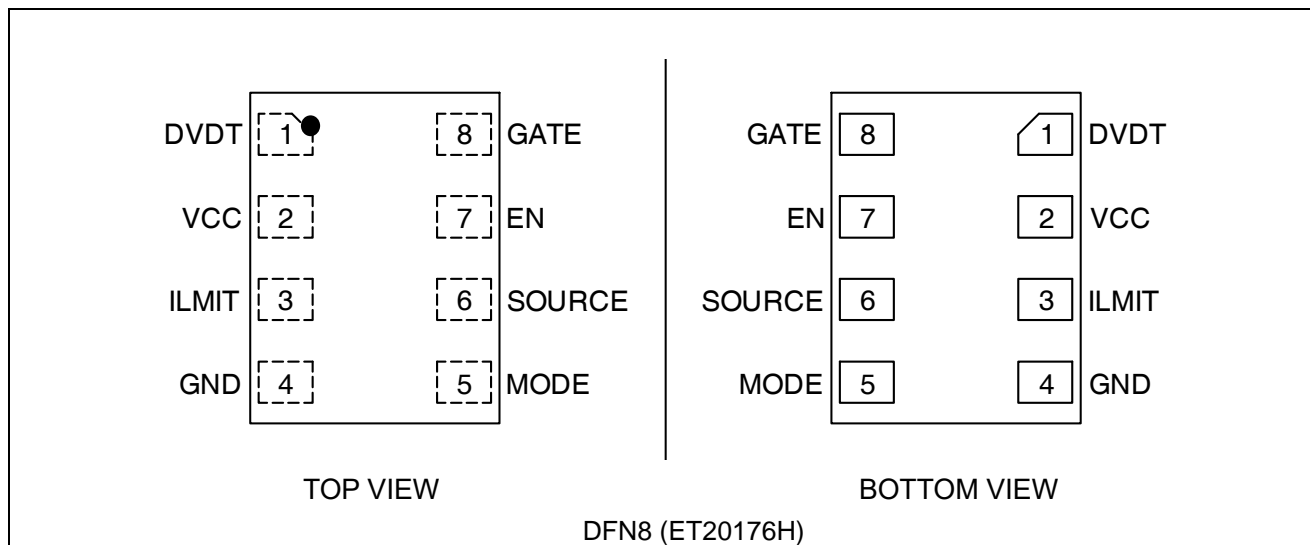 DVDT 1 8 GATE
VCC 2 7 EN
ILMIT 3 6 SOURCE
GND 4 5 MODE
TOP VIEW
GATE 8 1 DVDT
EN 7 2 VCC
SOURCE 6 3 ILMIT
MODE 5 4 GND
BOTTOM VIEW
DFN8 (ET20176H)